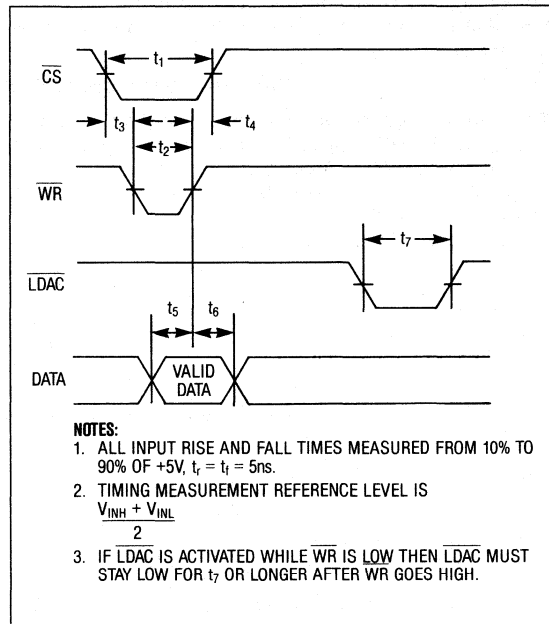 t1
CS
t3
t4
t2
WR
t7
LDAC
t5
t6
DATA
VALID
DATA
NOTES:
1. ALL INPUT RISE AND FALL TIMES MEASURED FROM 10% TO
90% OF +5V, tr = tf = 5ns.
2. TIMING MEASUREMENT REFERENCE LEVEL IS
VINH + VINL
2
3. IF LDAC IS ACTIVATED WHILE WR IS LOW THEN LDAC MUST
STAY LOW FOR t7 OR LONGER AFTER WR GOES HIGH.